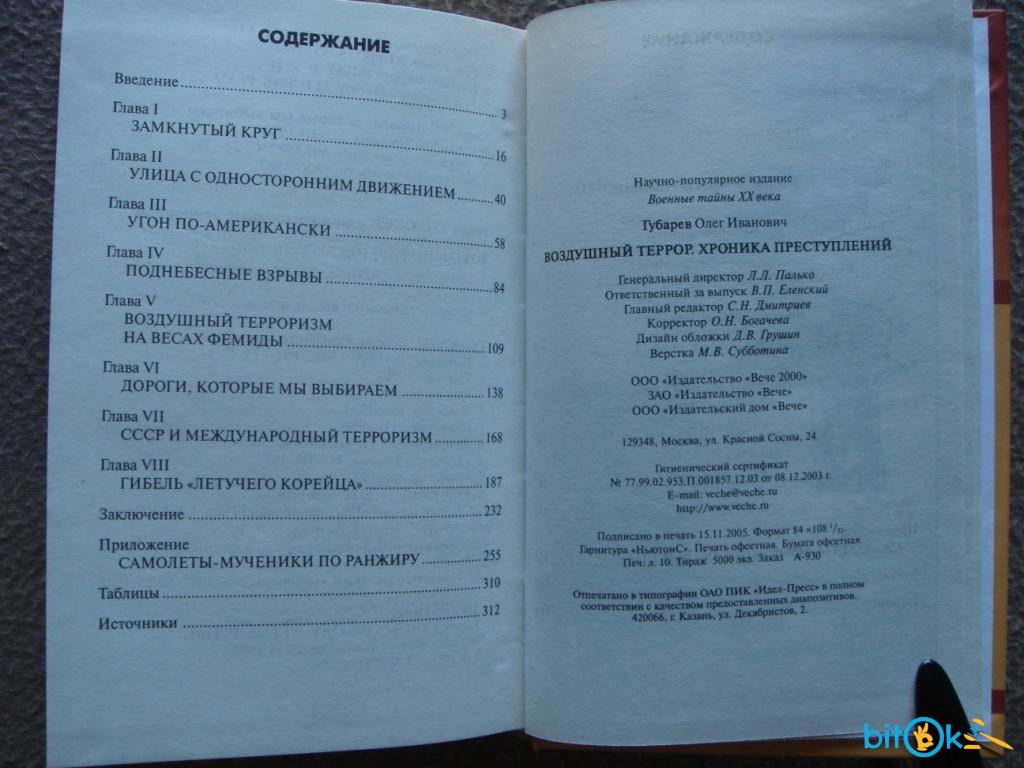 СОДЕРЖАНИЕ
Введение 3
Глава I
ЗАМКНУТЫЙ КРУГ 16
Глава II
УЛИЦА С ОДНОСТОРОННИМ ДВИЖЕНИЕМ 40
Глава III
УГОН ПО-АМЕРИКАНСКИ 58
Глава IV
ПОДНЕБЕСНЫЕ ВЗРЫВЫ 84
Глава V
ВОЗДУШНЫЙ ТЕРРОРИЗМ
НА ВЕСАХ ФЕМИДЫ 109
Глава VI
ДОРОГИ, КОТОРЫЕ МЫ ВЫБИРАЕМ 138
Глава VII
СССР И МЕЖДУНАРОДНЫЙ ТЕРРОРИЗМ 168
Глава VIII
ГИБЕЛЬ «ЛЕТУЧЕГО КОРЕЙЦА» 187
Заключение 232
Приложение
САМОЛЕТЫ-МУЧЕНИКИ ПО РАНЖИРУ 255
Таблицы 310
Источники 312
Научно-популярное издание
Военные тайны XX века
Губарев Олег Иванович
ВОЗДУШНЫЙ ТЕРРОР. ХРОНИКА ПРЕСТУПЛЕНИЙ
Генеральный директор Л.Л. Палько
Ответственный за выпуск В.П. Еленский
Главный редактор С.Н. Дмитриев
Корректор О.Н. Богачева
Дизайн обложки Д.В. Грушин
Верстка М.В. Субботина
ООО «Издательство «Вече 2000»
ЗАО «Издательство «Вече»
ООО «Издательский дом «Вече»
129348, Москва, ул. Красной Сосны, 24
Гигиенический сертификат
№ 77.99.02.953.П.001857.12.03 от 08.12.2003 г.
E-mail: veche@veche.ru
http://www.veche.ru
Подписано в печать 15.11.2005. Формат 84 ×108 1/32.
Гарнитура «НьютонС». Печать офсетная. Бумага офсетная.
Печ. л. 10. Тираж 5000 экз. Заказ А-930
Отпечатано в типографии ОАО ПИК «Идел-Пресс» в полном
соответствии с качеством предоставленных диапозитивов.
420066, г. Казань, ул. Декабристов, 2.
bitOk